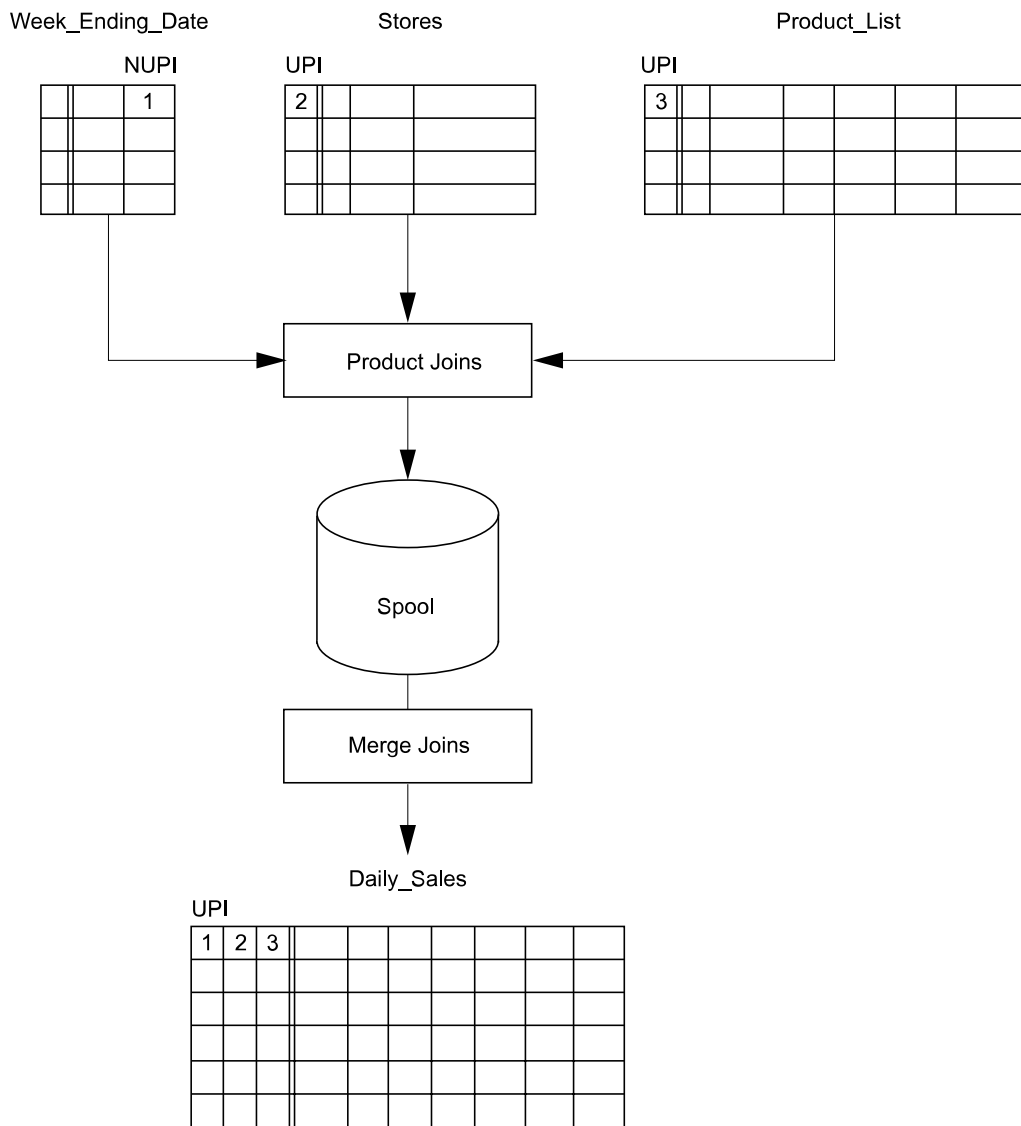 Week_Ending_Date
Stores
Product_List
NUPI
UPI
UPI
1
2
3
Product Joins
Spool
Merge Joins
Daily_Sales
UPI
1 2 3